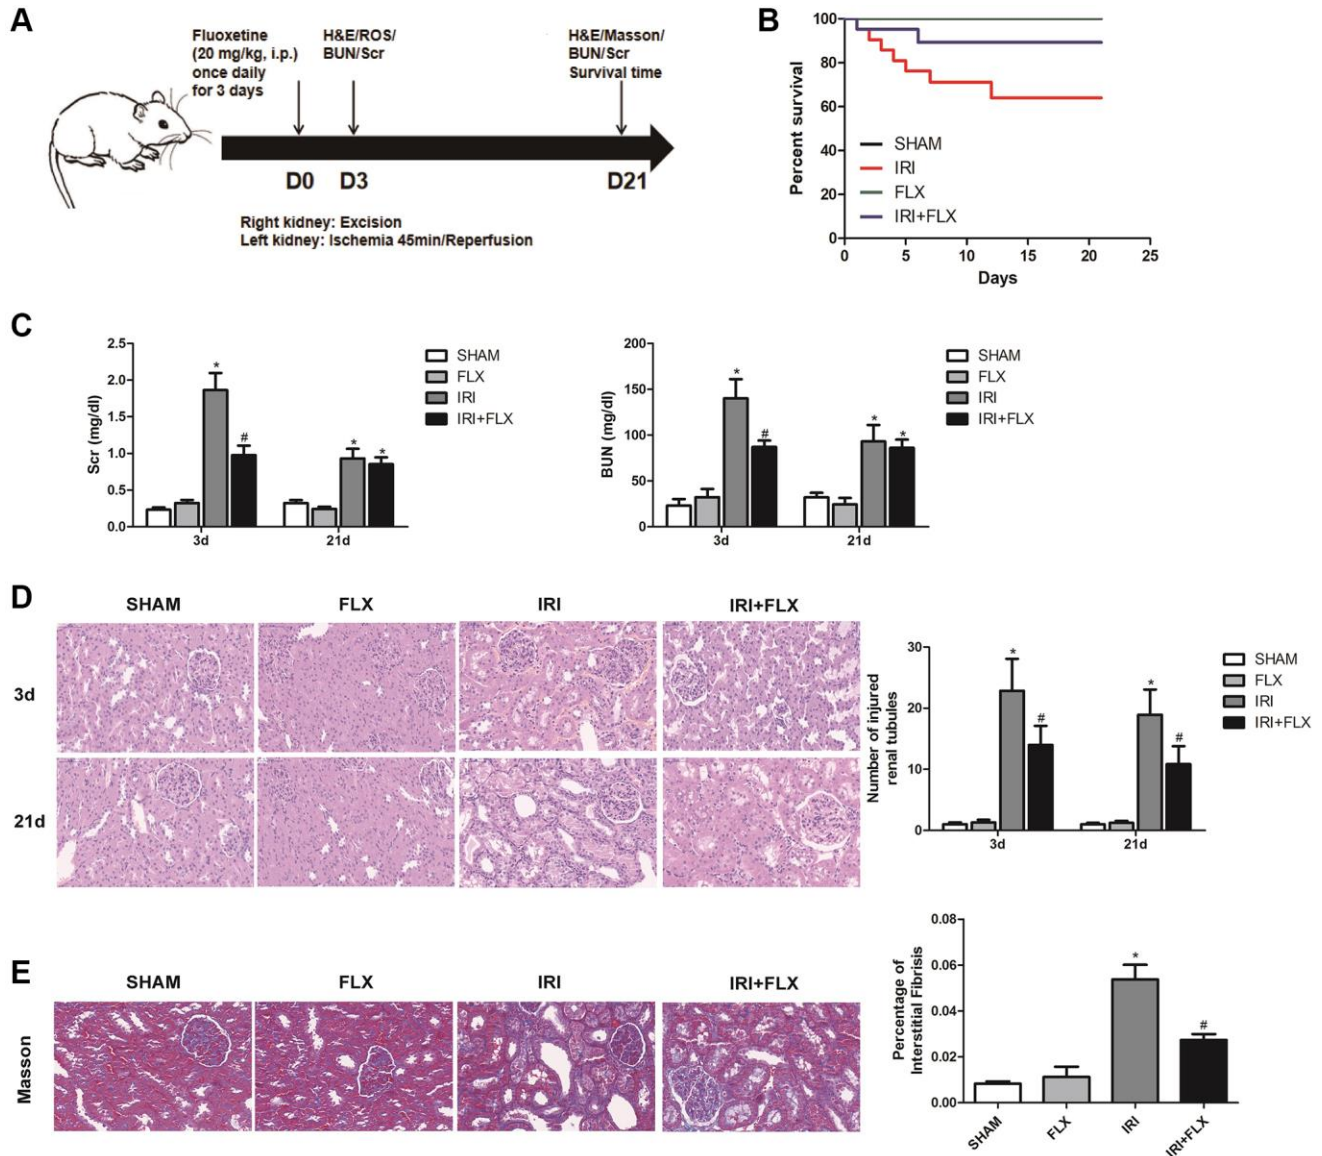 A
Fluoxetine
(20 mg/kg, i.p.)
once daily
for 3 days
H&E/ROS/
BUN/Scr
H&E/Masson/
BUN/Scr
Survival time
D0
D3
D21
Right kidney: Excision
Left kidney: Ischemia 45min/Reperfusion
B
Percent survival
100
80
60
40
20
0
SHAM
IRI
FLX
IRI+FLX
0
5
10
15
20
25
Days
C
Scr (mg/dl)
2.5
2.0
1.5
1.0
0.5
0.0
*
#
*
*
3d
21d
SHAM
FLX
IRI
IRI+FLX
BUN (mg/dl)
200
150
100
50
0
*
#
*
*
3d
21d
SHAM
FLX
IRI
IRI+FLX
D
SHAM
FLX
IRI
IRI+FLX
3d
21d
Number of injured
renal tubules
30
20
10
0
*
#
*
#
3d
21d
SHAM
FLX
IRI
IRI+FLX
E
SHAM
FLX
IRI
IRI+FLX
Masson
Percentage of
Interstitial Fibrisis
0.08
0.06
0.04
0.02
0.00
*
#
SHAM
FLX
IRI
IRI+FLX